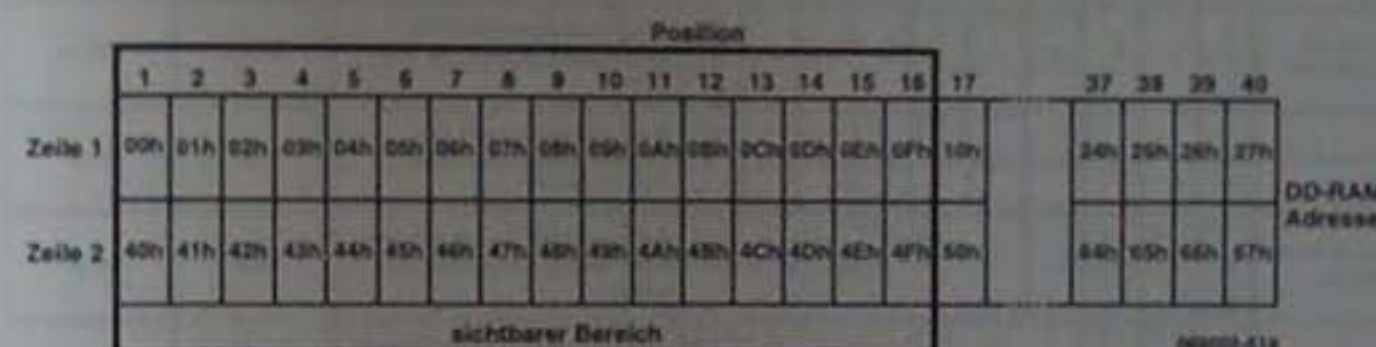 Position
1 2 3 4 5 6 7 8 9 10 11 12 13 14 15 16 17 37 38 39 40
Zeile 1 00h 01h 02h 03h 04h 05h 06h 07h 08h 09h 0Ah 0Bh 0Ch 0Dh 0Eh 0Fh 10h 24h 25h 26h 27h
DD-RAM
Adresse
Zeile 2 40h 41h 42h 43h 44h 45h 46h 47h 48h 49h 4Ah 4Bh 4Ch 4Dh 4Eh 4Fh 50h 64h 65h 66h 67h
sichtbarer Bereich